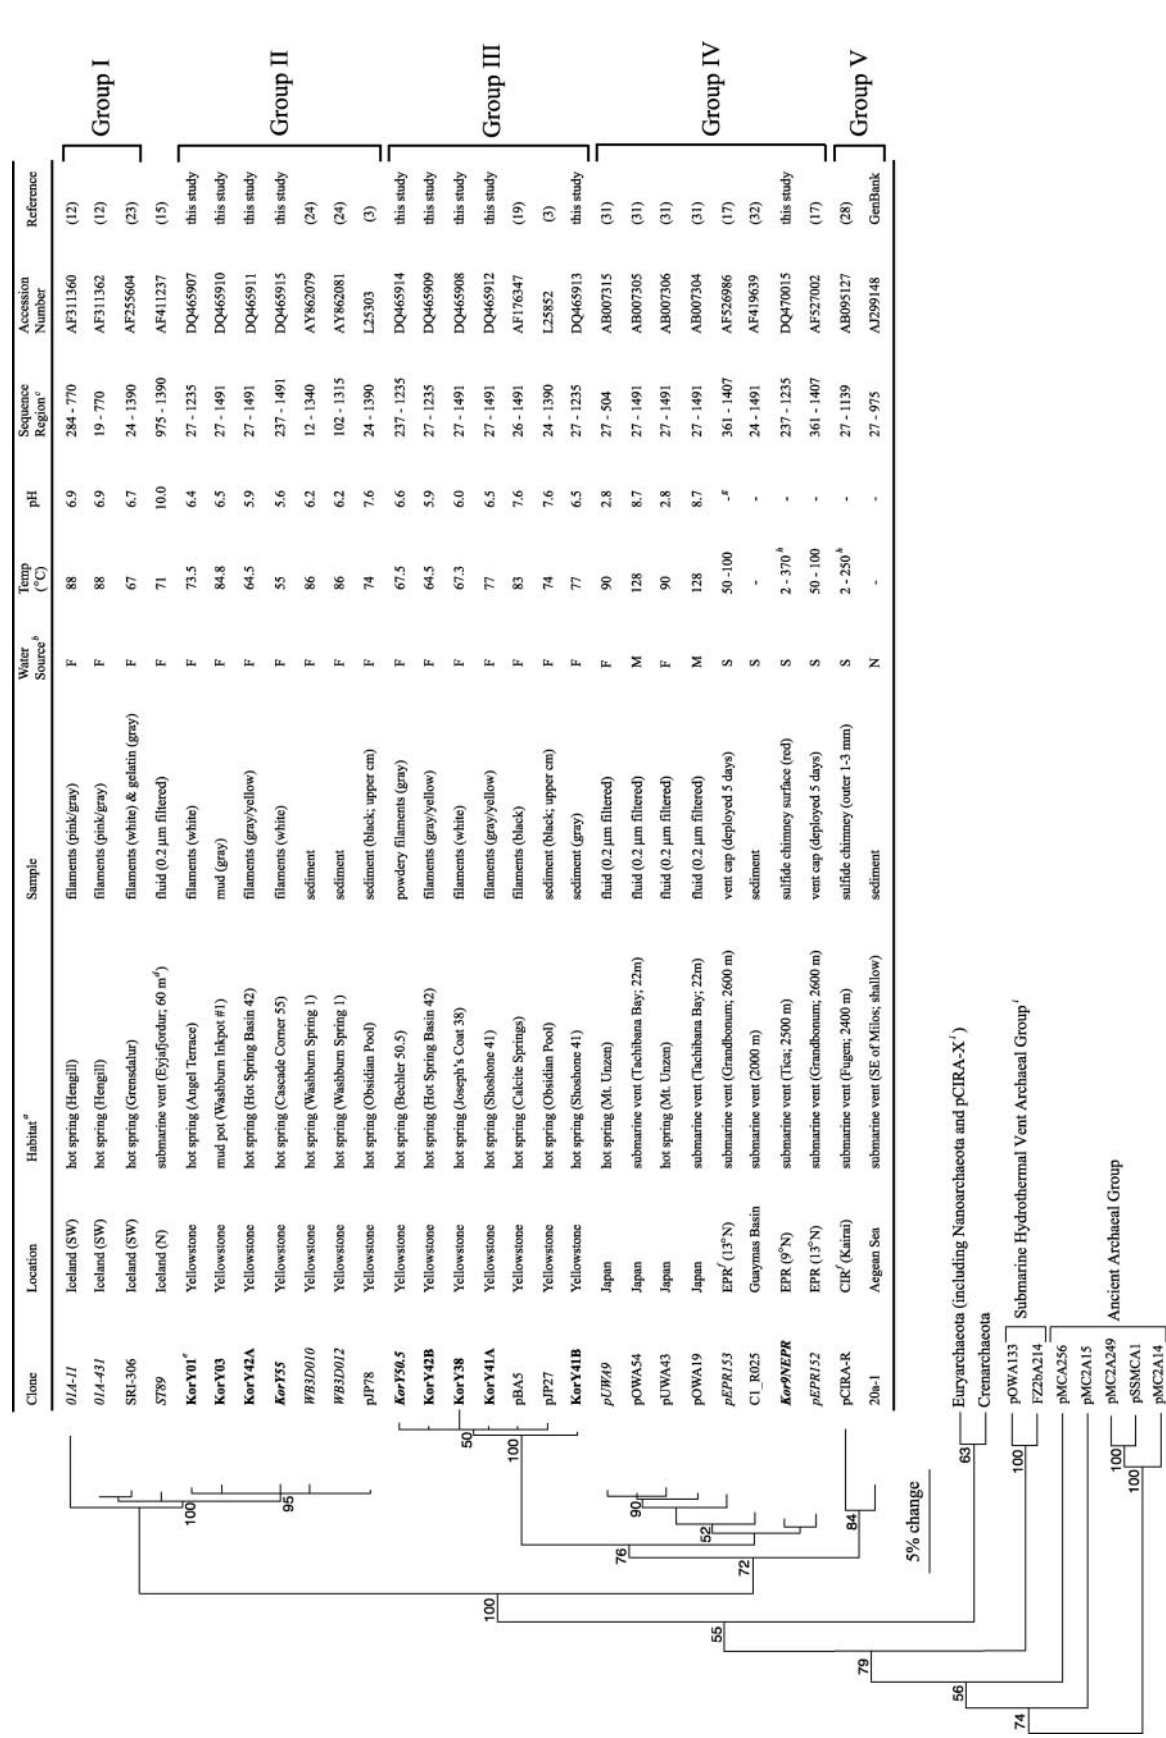 Clone Location Habitat a Sample Water Source b Temp (°C) pH Sequence Region c Accession Number Reference
01A-11 Iceland (SW) hot spring (Hengill) filaments (pink/gray) F 88 6.9 284 - 770 AF311360 (12)
01A-431 Iceland (SW) hot spring (Hengill) filaments (pink/gray) F 88 6.9 19 - 770 AF311362 (12)
SRI-306 Iceland (SW) hot spring (Grensdalur) filaments (white) & gelatin (gray) F 67 6.7 24 - 1390 AF255604 (23)
Group I
ST89 Iceland (N) submarine vent (Eyjafjordur; 60 m d) fluid (0.2 µm filtered) F 71 10.0 975 - 1390 AF411237 (15)
KorY01 e Yellowstone hot spring (Angel Terrace) filaments (white) F 73.5 6.4 27 - 1235 DQ465907 this study
KorY03 Yellowstone mud pot (Washburn Inkpot #1) mud (gray) F 84.8 6.5 27 - 1491 DQ465910 this study
KorY42A Yellowstone hot spring (Hot Spring Basin 42) filaments (gray/yellow) F 64.5 5.9 27 - 1491 DQ465911 this study
KorY55 Yellowstone hot spring (Cascade Corner 55) filaments (white) F 55 5.6 237 - 1491 DQ465915 this study
WB3D010 Yellowstone hot spring (Washburn Spring 1) sediment F 86 6.2 12 - 1340 AY862079 (24)
WB3D012 Yellowstone hot spring (Washburn Spring 1) sediment F 86 6.2 102 - 1315 AY862081 (24)
pJP78 Yellowstone hot spring (Obsidian Pool) sediment (black; upper cm) F 74 7.6 24 - 1390 L25303 (3)
Group II
KorY50.5 Yellowstone hot spring (Bechler 50.5) powdery filaments (gray) F 67.5 6.6 237 - 1235 DQ465914 this study
KorY42B Yellowstone hot spring (Hot Spring Basin 42) filaments (gray/yellow) F 64.5 5.9 27 - 1235 DQ465909 this study
KorY38 Yellowstone hot spring (Joseph's Coat 38) filaments (white) F 67.3 6.0 27 - 1491 DQ465908 this study
KorY41A Yellowstone hot spring (Shoshone 41) filaments (gray/yellow) F 77 6.5 27 - 1491 DQ465912 this study
pBA5 Yellowstone hot spring (Calcite Springs) filaments (black) F 83 7.6 26 - 1491 AF176347 (19)
pJP27 Yellowstone hot spring (Obsidian Pool) sediment (black; upper cm) F 74 7.6 24 - 1390 L25852 (3)
KorY41B Yellowstone hot spring (Shoshone 41) sediment (gray) F 77 6.5 27 - 1235 DQ465913 this study
Group III
pUWA9 Japan hot spring (Mt. Unzen) fluid (0.2 µm filtered) F 90 2.8 27 - 504 AB007315 (31)
pOWA54 Japan submarine vent (Tachibana Bay; 22m) fluid (0.2 µm filtered) M 128 8.7 27 - 1491 AB007305 (31)
pUWA43 Japan hot spring (Mt. Unzen) fluid (0.2 µm filtered) F 90 2.8 27 - 1491 AB007306 (31)
pOWA19 Japan submarine vent (Tachibana Bay; 22m) fluid (0.2 µm filtered) M 128 8.7 27 - 1491 AB007304 (31)
pEPR153 EPR f (13°N) submarine vent (Grandbonum; 2600 m) vent cap (deployed 5 days) S 50 -100 - g 361 - 1407 AF526986 (17)
C1_R025 Guaymas Basin submarine vent (2000 m) sediment S - - 24 - 1491 AF419639 (32)
Kor9NEPR EPR (9°N) submarine vent (Tica; 2500 m) sulfide chimney surface (red) S 2 - 370 h - 237 - 1235 DQ470015 this study
pEPR152 EPR (13°N) submarine vent (Grandbonum; 2600 m) vent cap (deployed 5 days) S 50 - 100 - 361 - 1407 AF527002 (17)
Group IV
pCIRA-R CIR f (Kairai) submarine vent (Fugen; 2400 m) sulfide chimney (outer 1-3 mm) S 2 - 250 h - 27 - 1139 AB095127 (28)
20a-1 Aegean Sea submarine vent (SE of Milos; shallow) sediment N - - 27 - 975 AJ299148 GenBank
Group V
100
95
50
100
90
52
76
72
84
100
5% change
55
63
Euryarchaeota (including Nanoarchaeota and pCIRA-X i)
Crenarchaeota
79
100
pOWA133
FZ2bA214
Submarine Hydrothermal Vent Archaeal Group i
56
74
pMCA256
pMC2A15
pMC2A249
pSSMCA1
pMC2A14
100
100
Ancient Archaeal Group